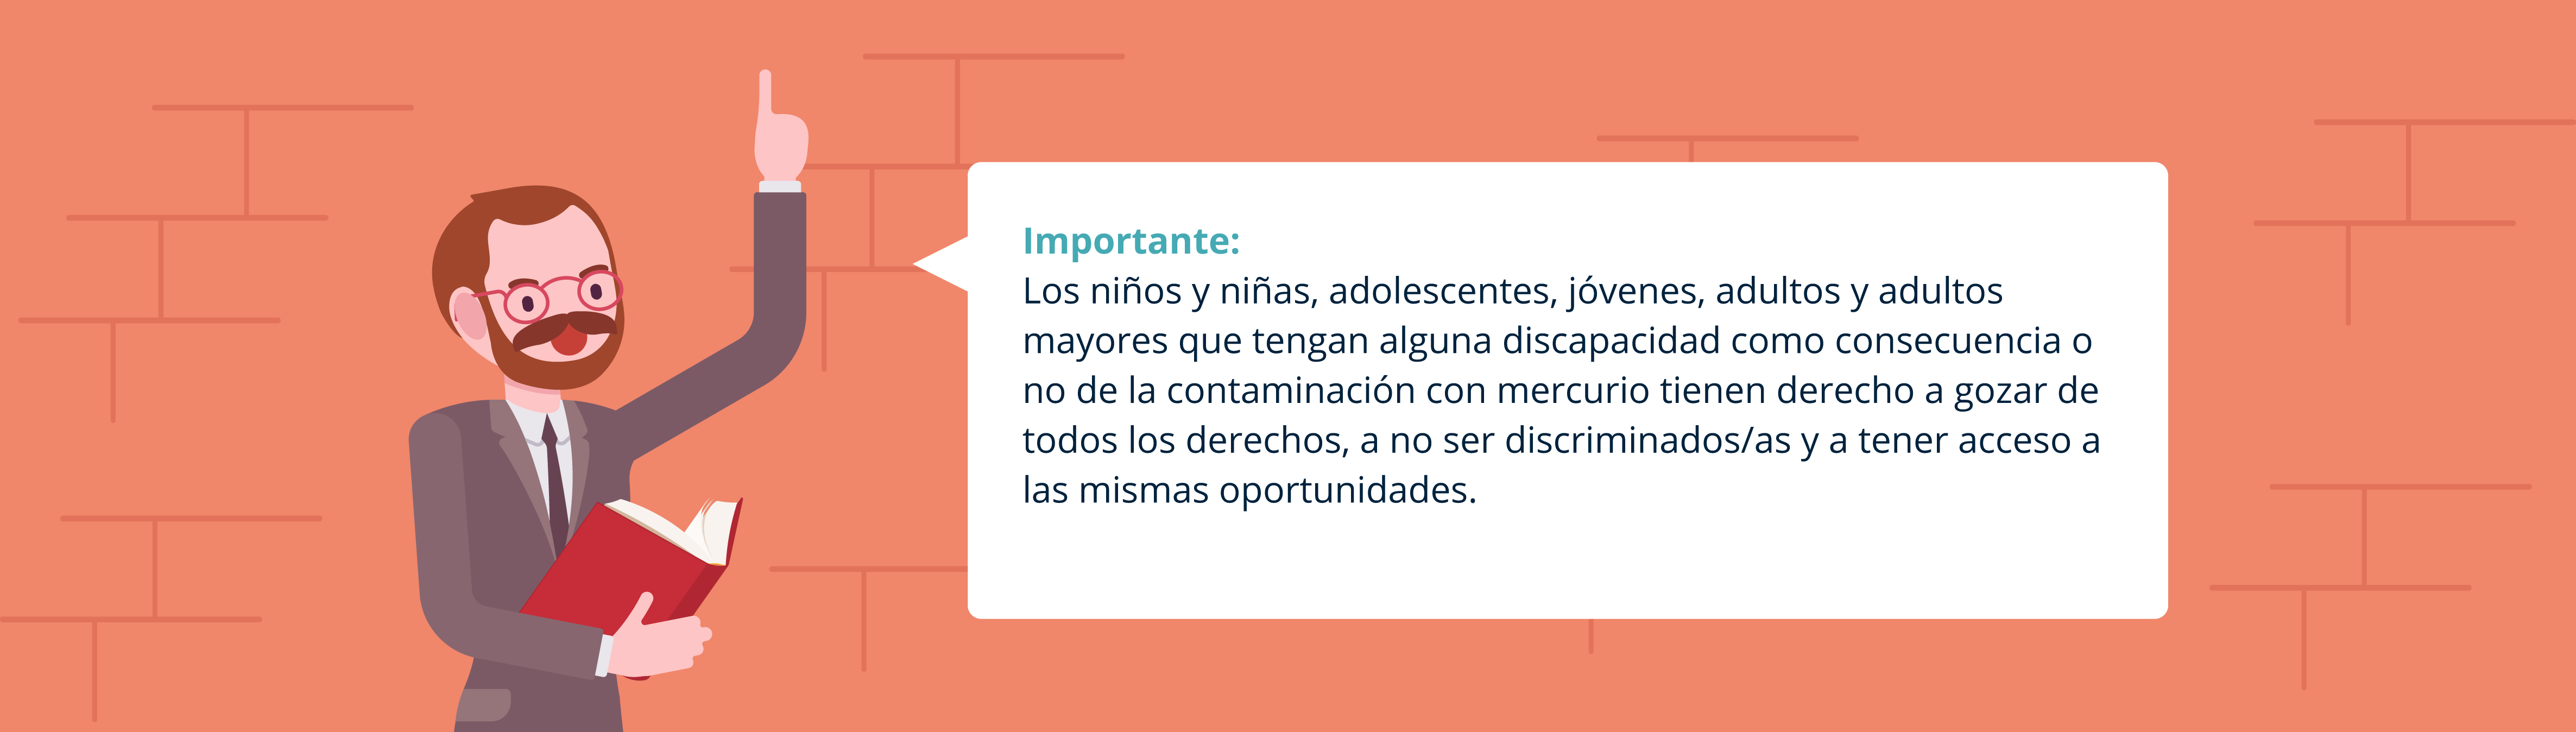 Importante:
Los niños y niñas, adolescentes, jóvenes, adultos y adultos
mayores que tengan alguna discapacidad como consecuencia o
no de la contaminación con mercurio tienen derecho a gozar de
todos los derechos, a no ser discriminados/as y a tener acceso a
las mismas oportunidades.